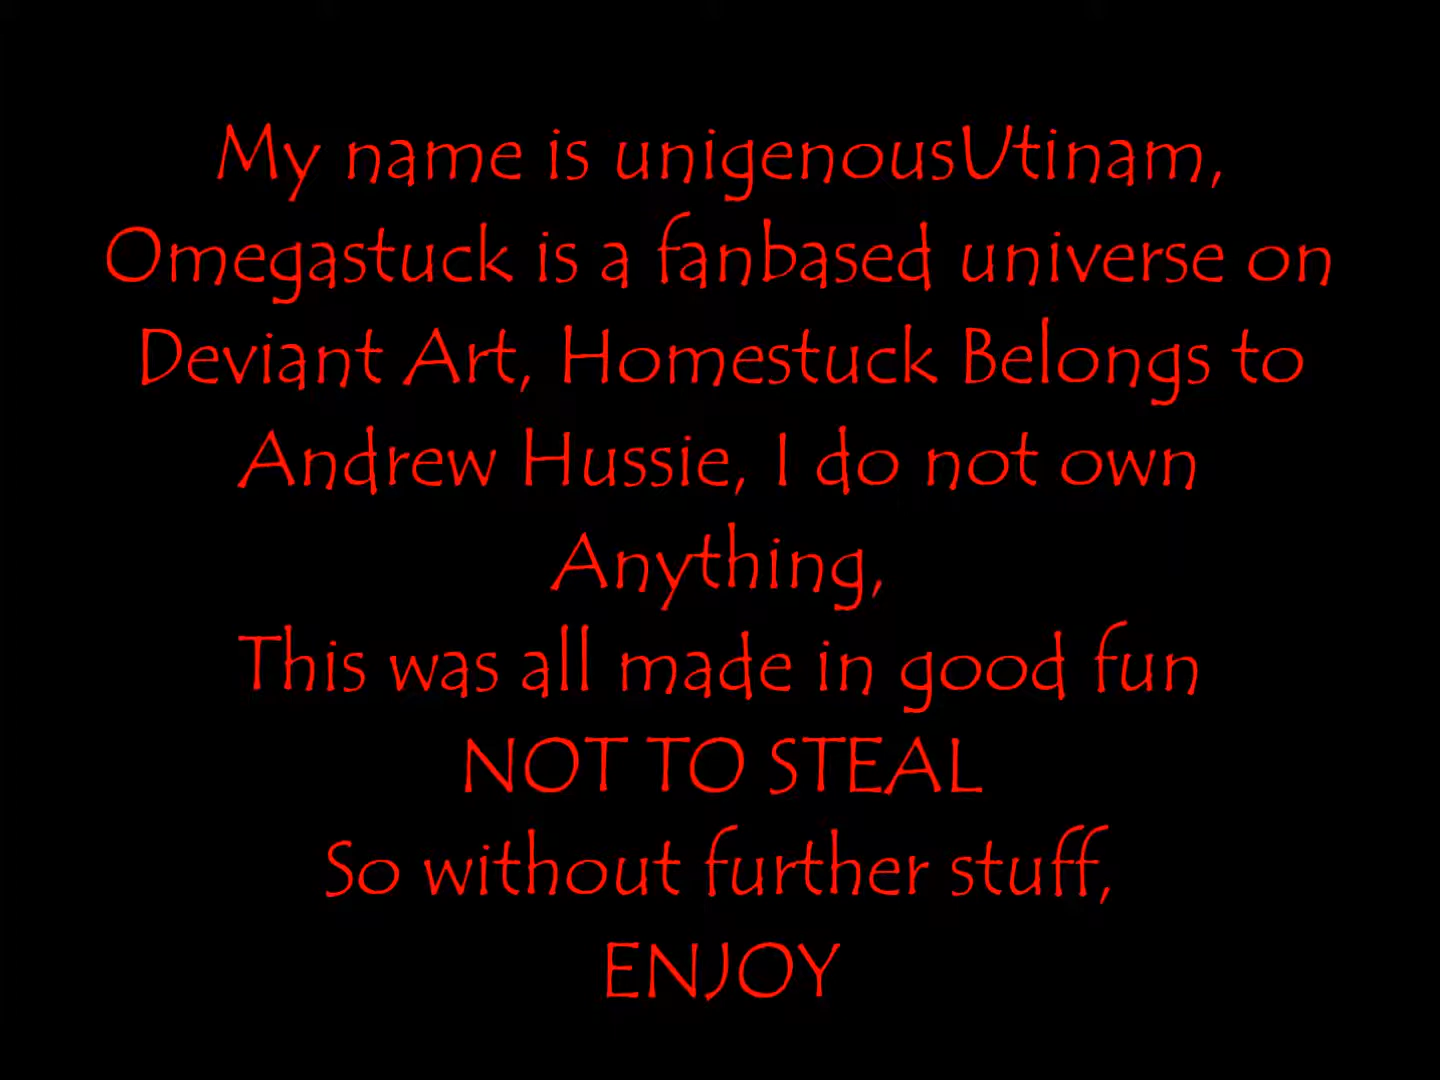 My name is unigenousUtinam,
Omegastuck is a fanbased universe on
Deviant Art, Homestuck Belongs to
Andrew Hussie, I do not own
Anything,
This was all made in good fun
NOT TO STEAL
So without further stuff,
ENJOY